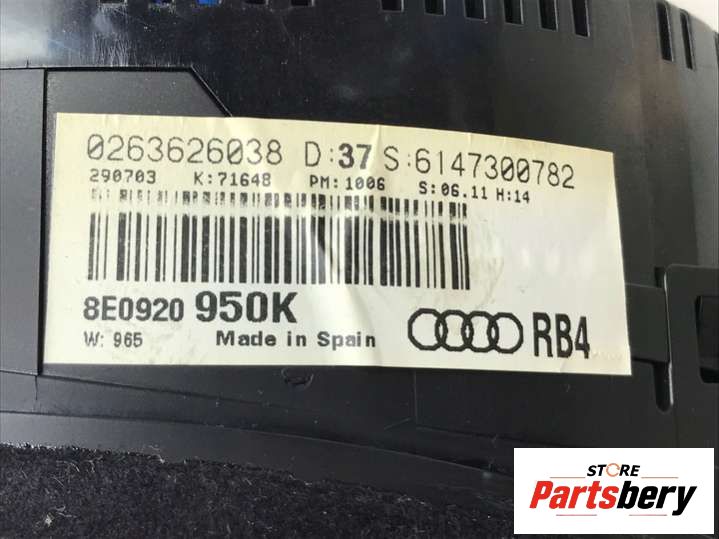 0263626038 D:37 S:6147300782
290703 K:71648 PM:1006 S:06.11 H:14
8E0920 950K
W: 965 Made in Spain RB4
STORE
Partsbery